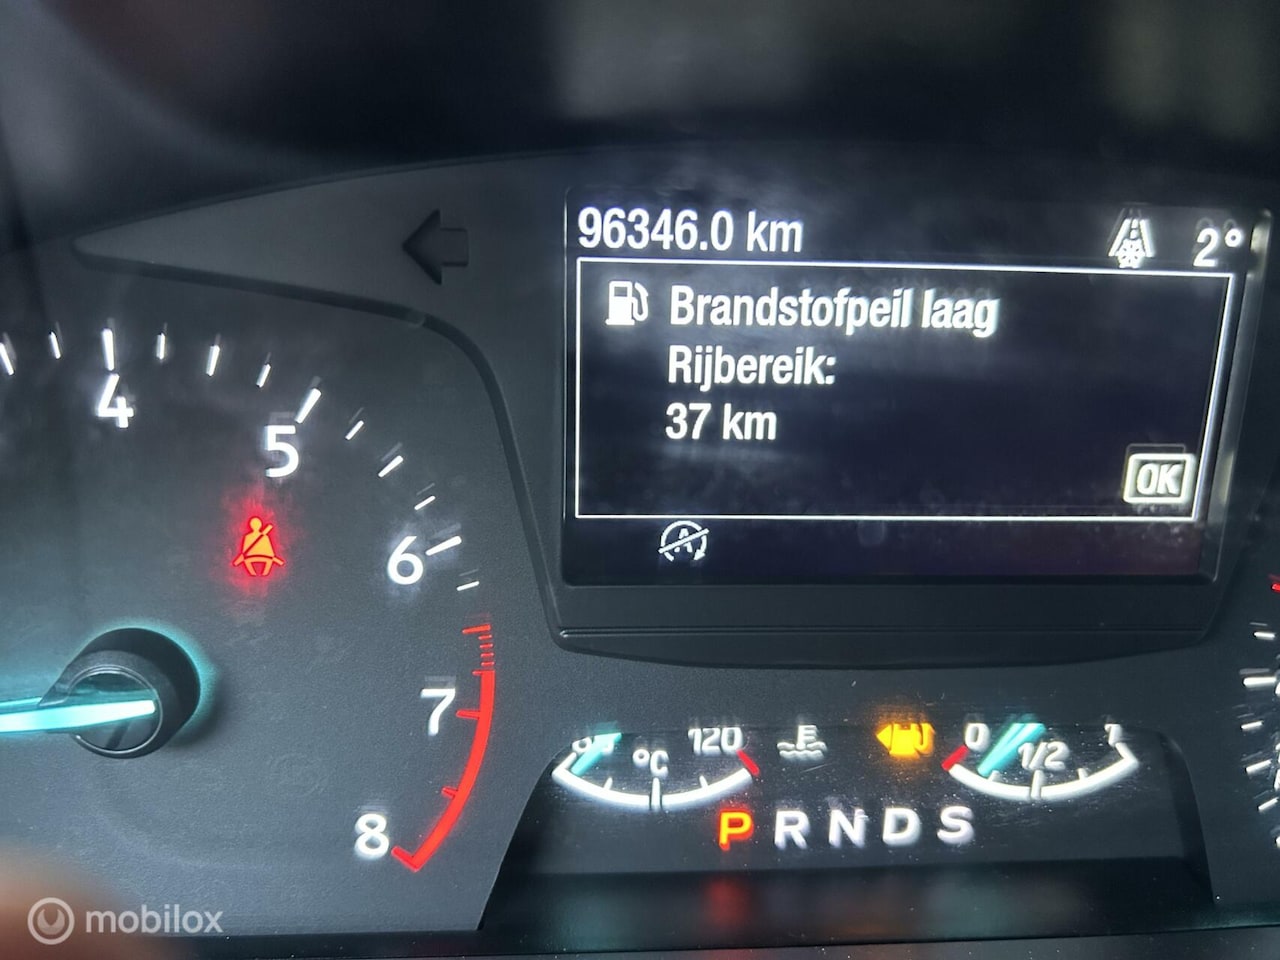 96346.0 km
2°
Brandstofpeil laag
Rijbereik:
37 km
OK
A
4
5
6
7
8
120
°C
E
0
1/2
1
P R N D S
mobilox